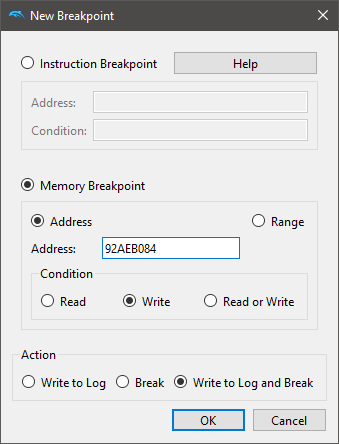 New Breakpoint
Instruction Breakpoint Help
Address:
Condition:
Memory Breakpoint
Address Range
Address: 92AEB084
Condition
Read Write Read or Write
Action
Write to Log Break Write to Log and Break
OK Cancel